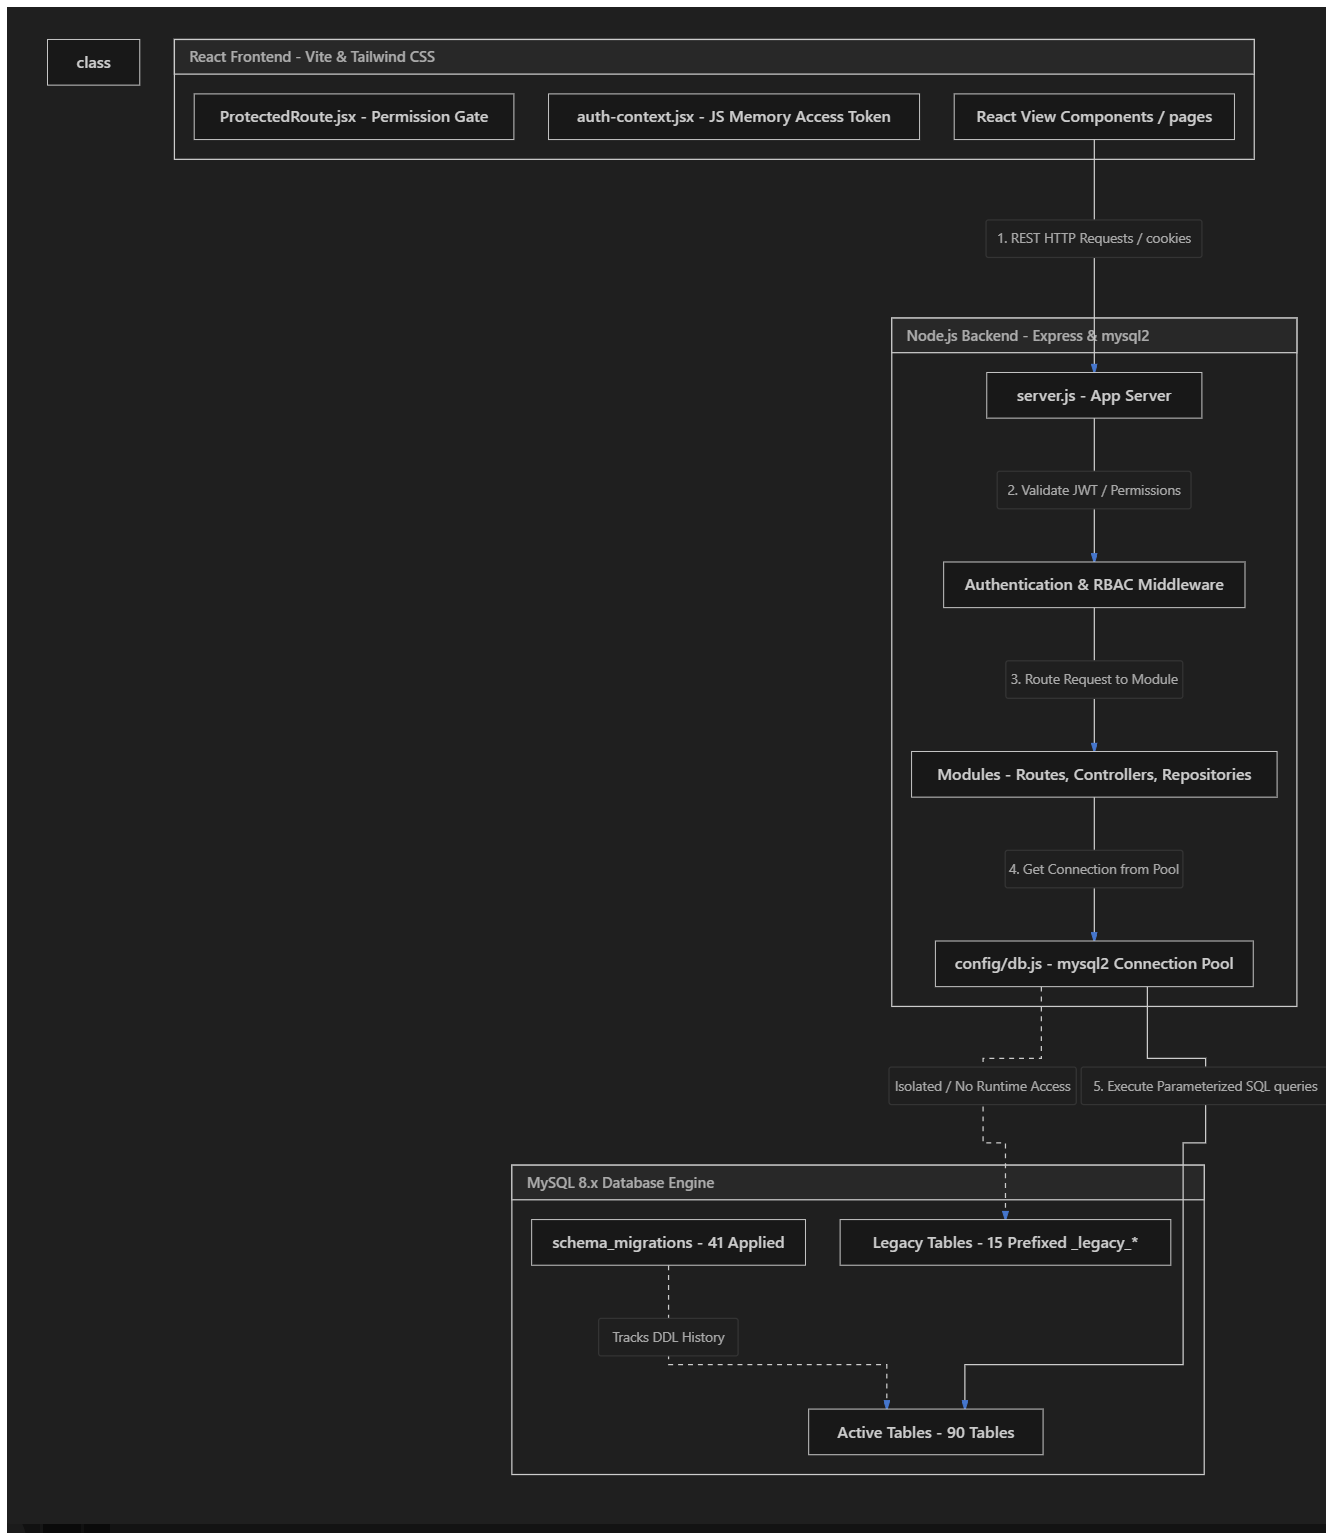 class
React Frontend - Vite & Tailwind CSS
ProtectedRoute.jsx - Permission Gate
auth-context.jsx - JS Memory Access Token
React View Components / pages
1. REST HTTP Requests / cookies
Node.js Backend - Express & mysql2
server.js - App Server
2. Validate JWT / Permissions
Authentication & RBAC Middleware
3. Route Request to Module
Modules - Routes, Controllers, Repositories
4. Get Connection from Pool
config/db.js - mysql2 Connection Pool
Isolated / No Runtime Access
5. Execute Parameterized SQL queries
MySQL 8.x Database Engine
schema_migrations - 41 Applied
Legacy Tables - 15 Prefixed _legacy_*
Tracks DDL History
Active Tables - 90 Tables